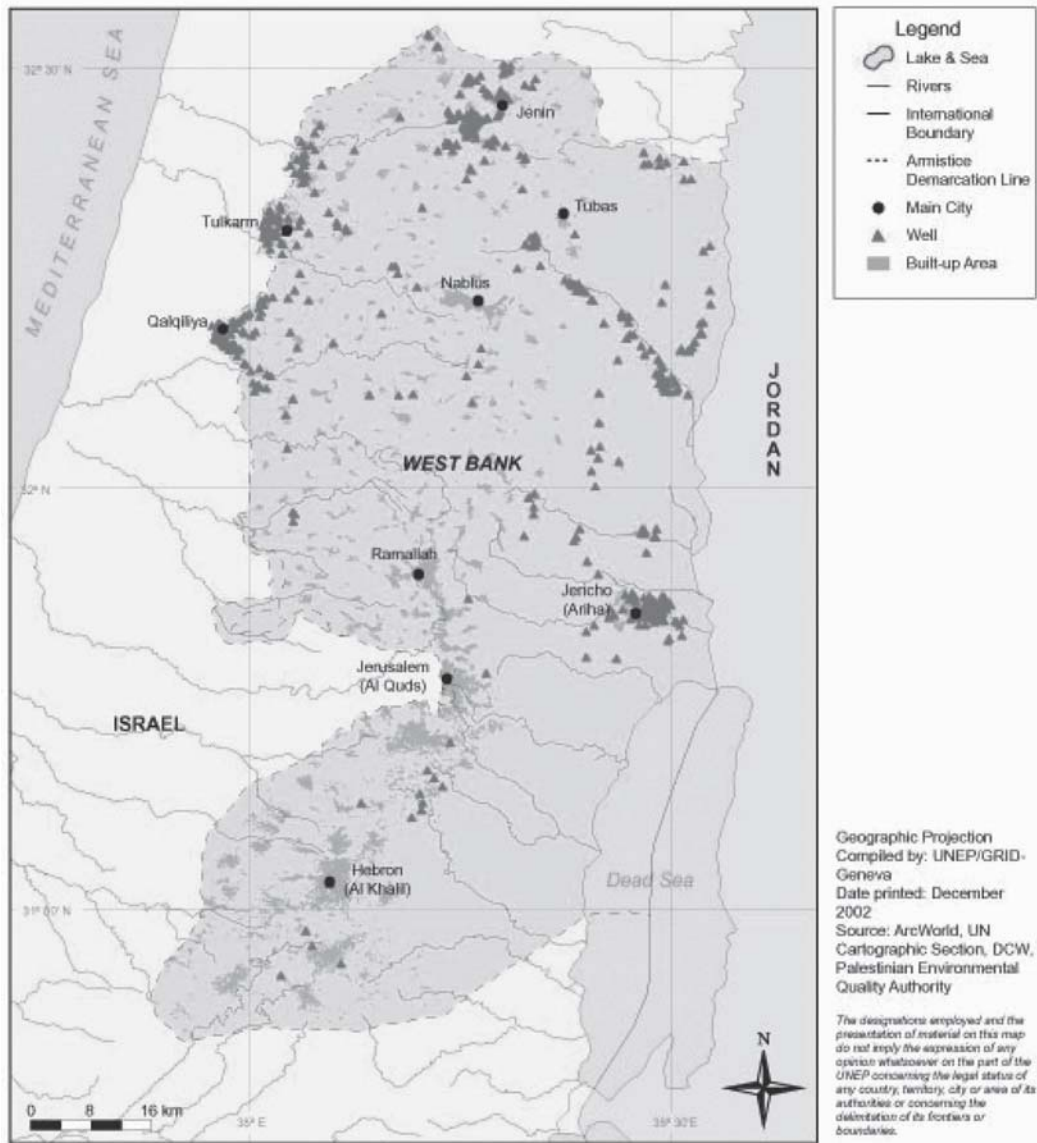 MEDITERRANEAN SEA
32° 30' N
Jenin
Tubas
Tulkarm
Nablus
Qalqiliya
JORDAN
WEST BANK
32° N
Ramallah
Jericho
(Ariha)
Jerusalem
(Al Quds)
ISRAEL
Hebron
(Al Khalil)
Dead Sea
31° 30' N
N
0 8 16 km
35° E
35° 30' E
Legend
Lake & Sea
Rivers
International
Boundary
Armistice
Demarcation Line
Main City
Well
Built-up Area
Geographic Projection
Compiled by: UNEP/GRID-
Geneva
Date printed: December
2002
Source: ArcWorld, UN
Cartographic Section, DCW,
Palestinian Environmental
Quality Authority
The designations employed and the
presentation of material on this map
do not imply the expression of any
opinion whatsoever on the part of the
UNEP concerning the legal status of
any country, territory, city or area of its
authorities or concerning the
delimitation of its frontiers or
boundaries.